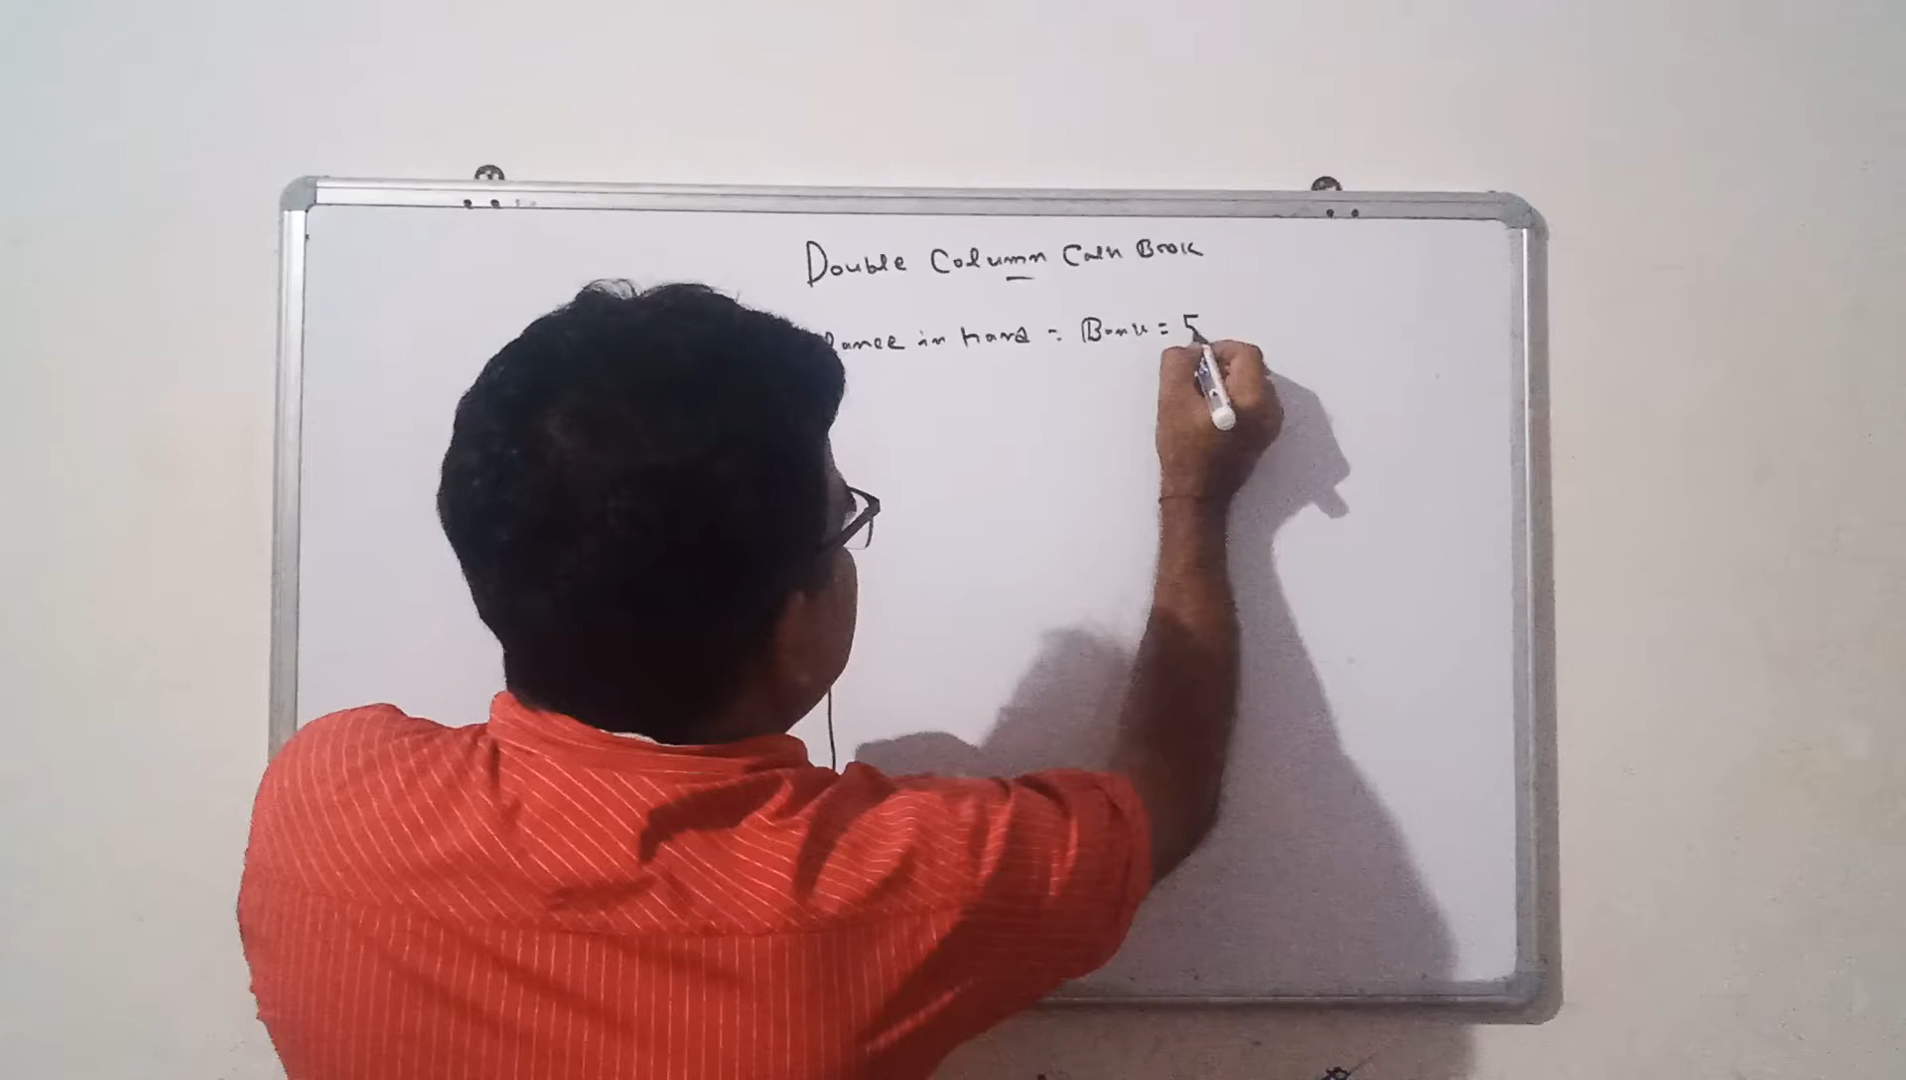 Double Column Cash Book
lance in hand = Bank = 5